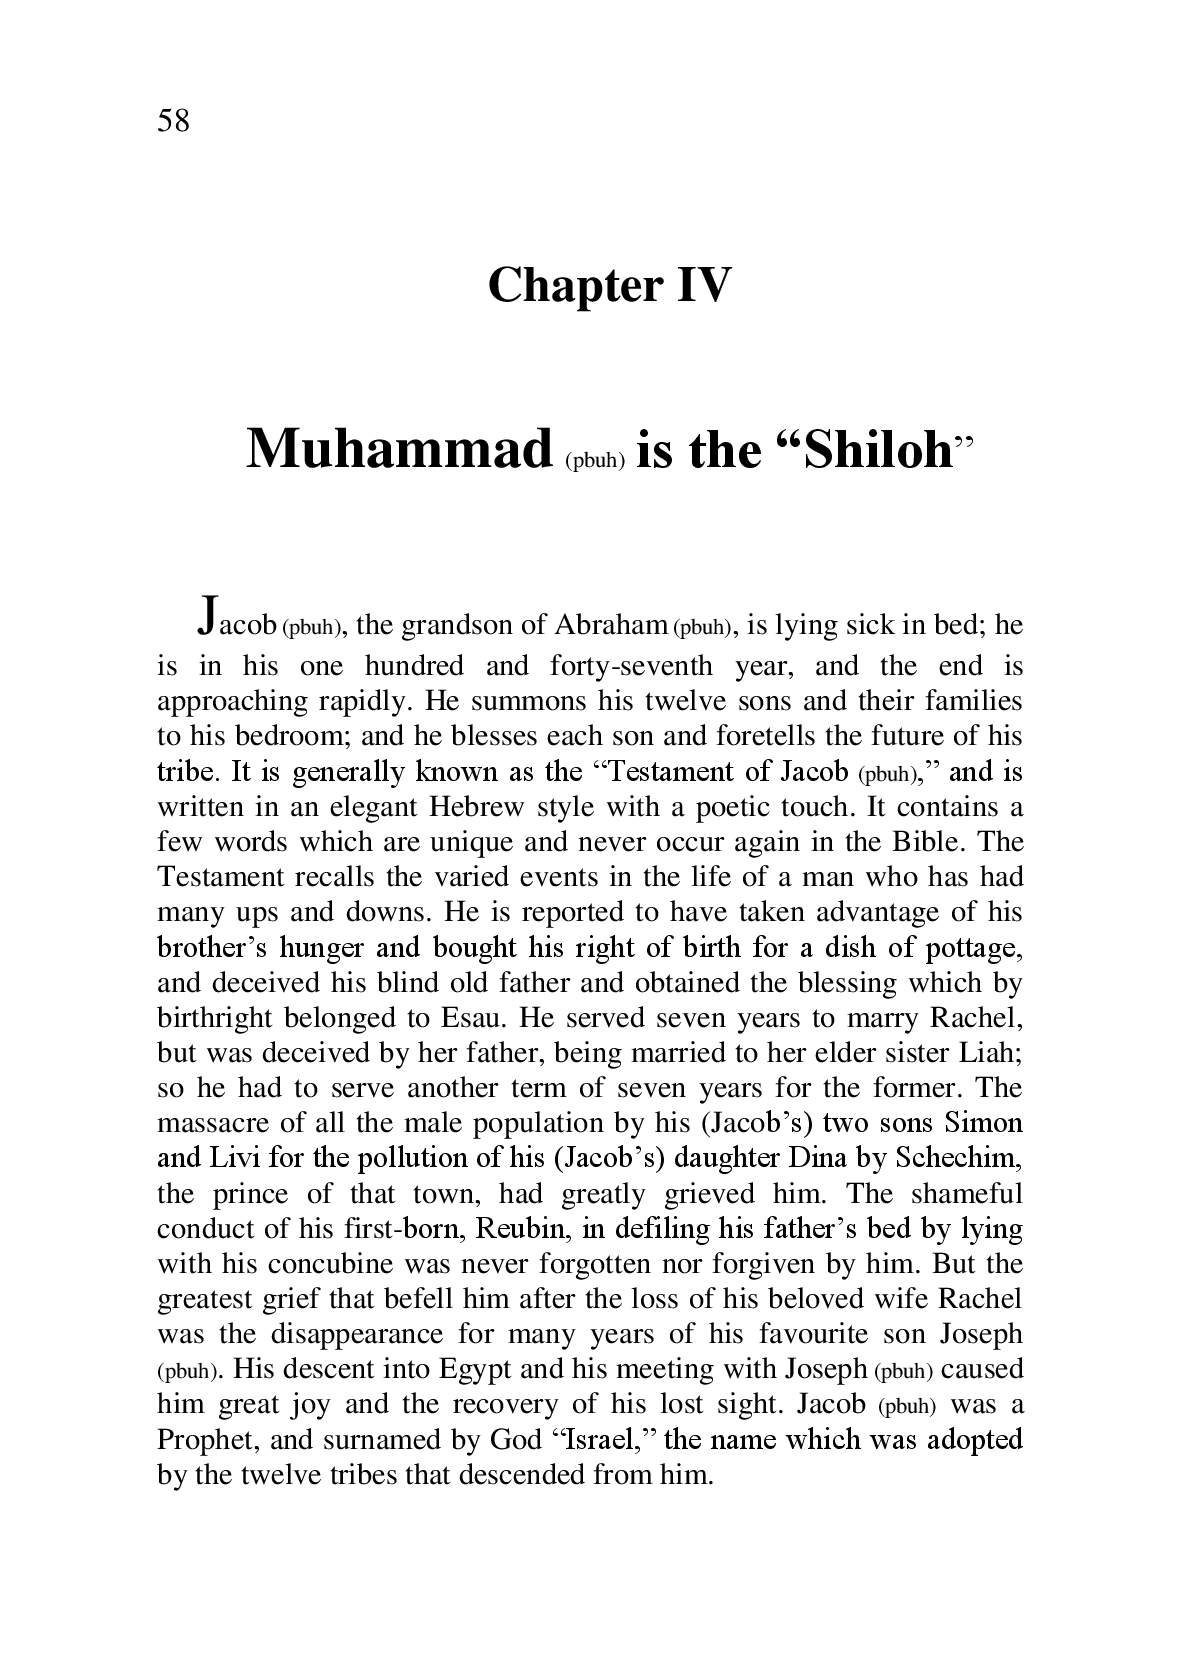 58
Chapter IV
Muhammad (pbuh) is the “Shiloh”
Jacob (pbuh), the grandson of Abraham (pbuh), is lying sick in bed; he
is in his one hundred and forty-seventh year, and the end is
approaching rapidly. He summons his twelve sons and their families
to his bedroom; and he blesses each son and foretells the future of his
tribe. It is generally known as the “Testament of Jacob (pbuh),” and is
written in an elegant Hebrew style with a poetic touch. It contains a
few words which are unique and never occur again in the Bible. The
Testament recalls the varied events in the life of a man who has had
many ups and downs. He is reported to have taken advantage of his
brother’s hunger and bought his right of birth for a dish of pottage,
and deceived his blind old father and obtained the blessing which by
birthright belonged to Esau. He served seven years to marry Rachel,
but was deceived by her father, being married to her elder sister Liah;
so he had to serve another term of seven years for the former. The
massacre of all the male population by his (Jacob’s) two sons Simon
and Livi for the pollution of his (Jacob’s) daughter Dina by Schechim,
the prince of that town, had greatly grieved him. The shameful
conduct of his first-born, Reubin, in defiling his father’s bed by lying
with his concubine was never forgotten nor forgiven by him. But the
greatest grief that befell him after the loss of his beloved wife Rachel
was the disappearance for many years of his favourite son Joseph
(pbuh). His descent into Egypt and his meeting with Joseph (pbuh) caused
him great joy and the recovery of his lost sight. Jacob (pbuh) was a
Prophet, and surnamed by God “Israel,” the name which was adopted
by the twelve tribes that descended from him.